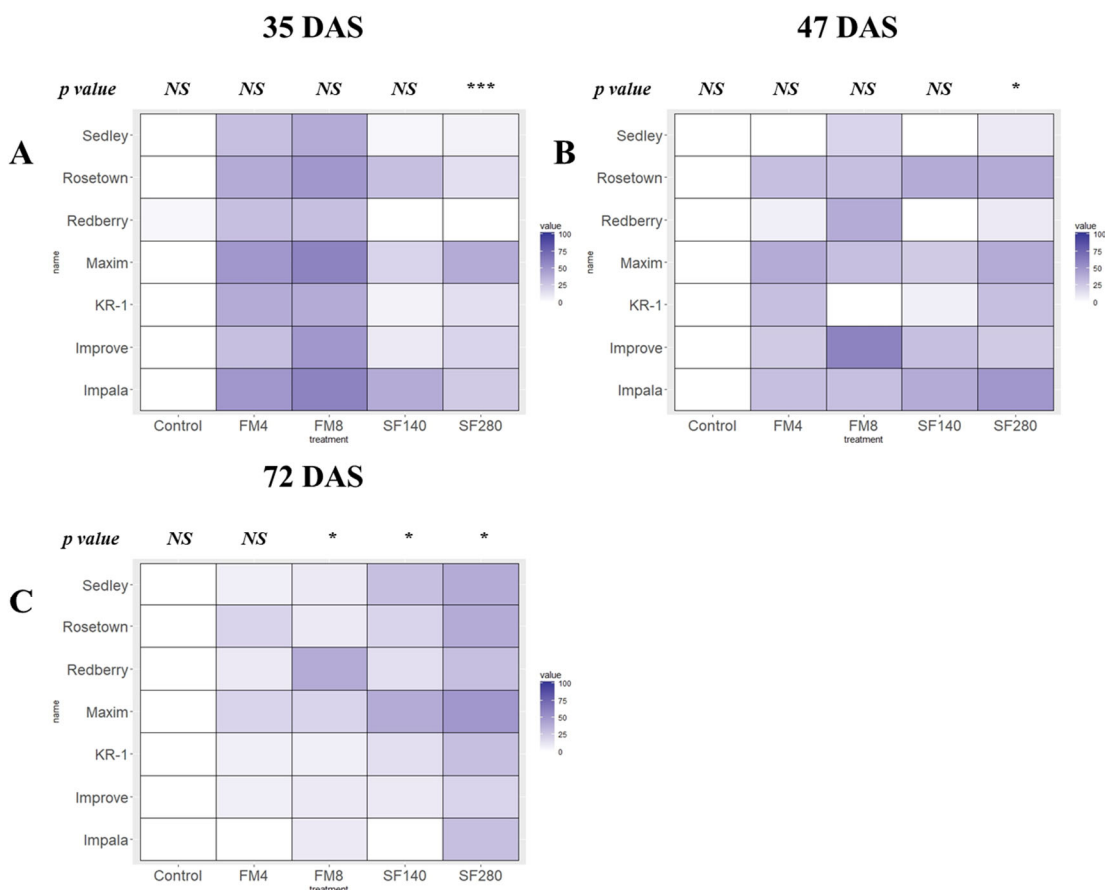 35 DAS
p value NS NS NS NS ***
A
Sedley
Rosetown
Redberry
Maxim
KR-1
Improve
Impala
name
Control FM4 FM8 SF140 SF280
treatment
value
100
75
50
25
0
47 DAS
p value NS NS NS NS *
B
Sedley
Rosetown
Redberry
Maxim
KR-1
Improve
Impala
name
Control FM4 FM8 SF140 SF280
treatment
value
100
75
50
25
0
72 DAS
p value NS NS * * *
C
Sedley
Rosetown
Redberry
Maxim
KR-1
Improve
Impala
name
Control FM4 FM8 SF140 SF280
treatment
value
100
75
50
25
0